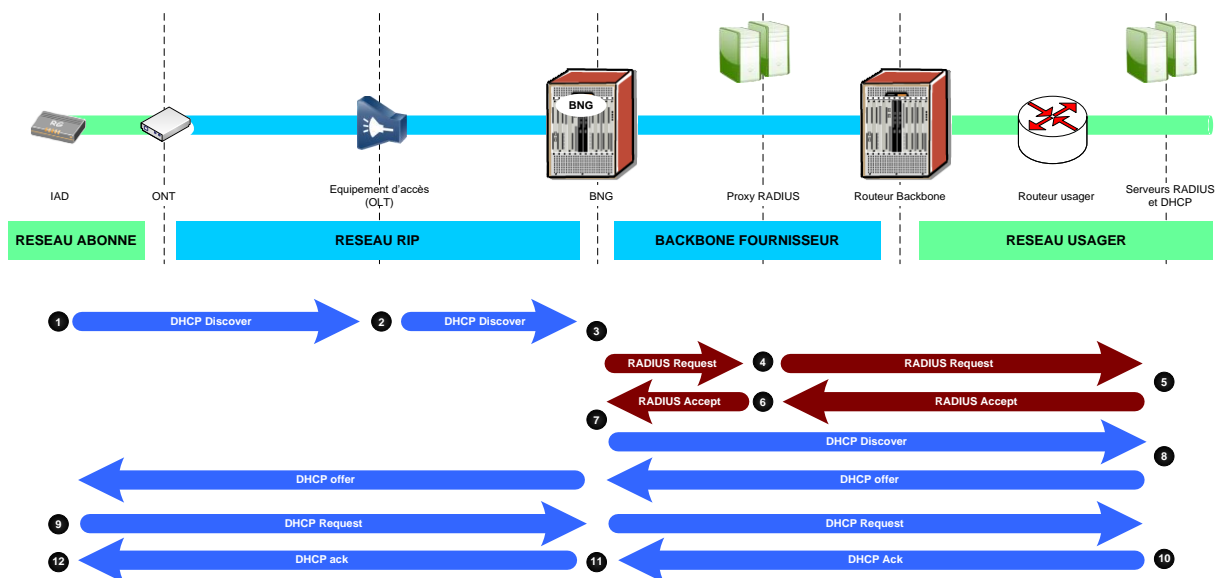 BNG
RG
IAD
ONT
Equipement d'accès
(OLT)
BNG
Proxy RADIUS
Routeur Backbone
Routeur usager
Serveurs RADIUS
et DHCP
RESEAU ABONNE
RESEAU RIP
BACKBONE FOURNISSEUR
RESEAU USAGER
1
DHCP Discover
2
DHCP Discover
3
RADIUS Request
4
RADIUS Request
5
RADIUS Accept
6
RADIUS Accept
7
DHCP Discover
8
DHCP offer
DHCP offer
9
DHCP Request
DHCP Request
12
DHCP ack
11
DHCP Ack
10